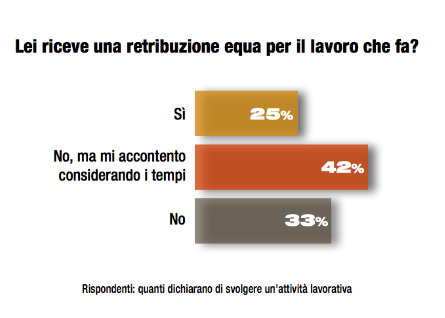 Lei riceve una retribuzione equa per il lavoro che fa?
Sì
25%
No, ma mi accontento
considerando i tempi
42%
No
33%
Rispondenti: quanti dichiarano di svolgere un'attività lavorativa